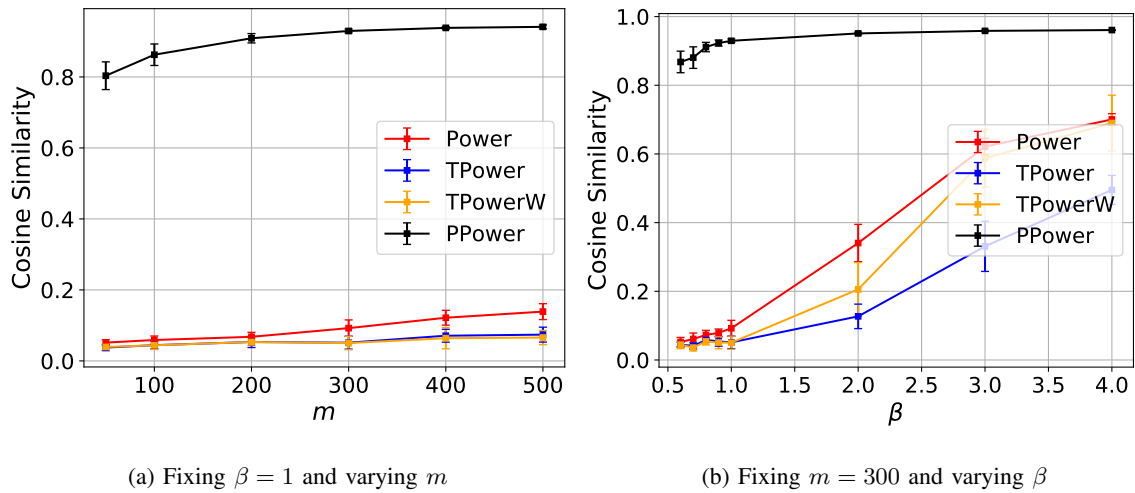 Cosine Similarity
0.8
0.6
0.4
0.2
0.0
Power
TPower
TPowerW
PPower
100 200 300 400 500
m
(a) Fixing β = 1 and varying m
Cosine Similarity
1.0
0.8
0.6
0.4
0.2
0.0
Power
TPower
TPowerW
PPower
0.5 1.0 1.5 2.0 2.5 3.0 3.5 4.0
β
(b) Fixing m = 300 and varying β